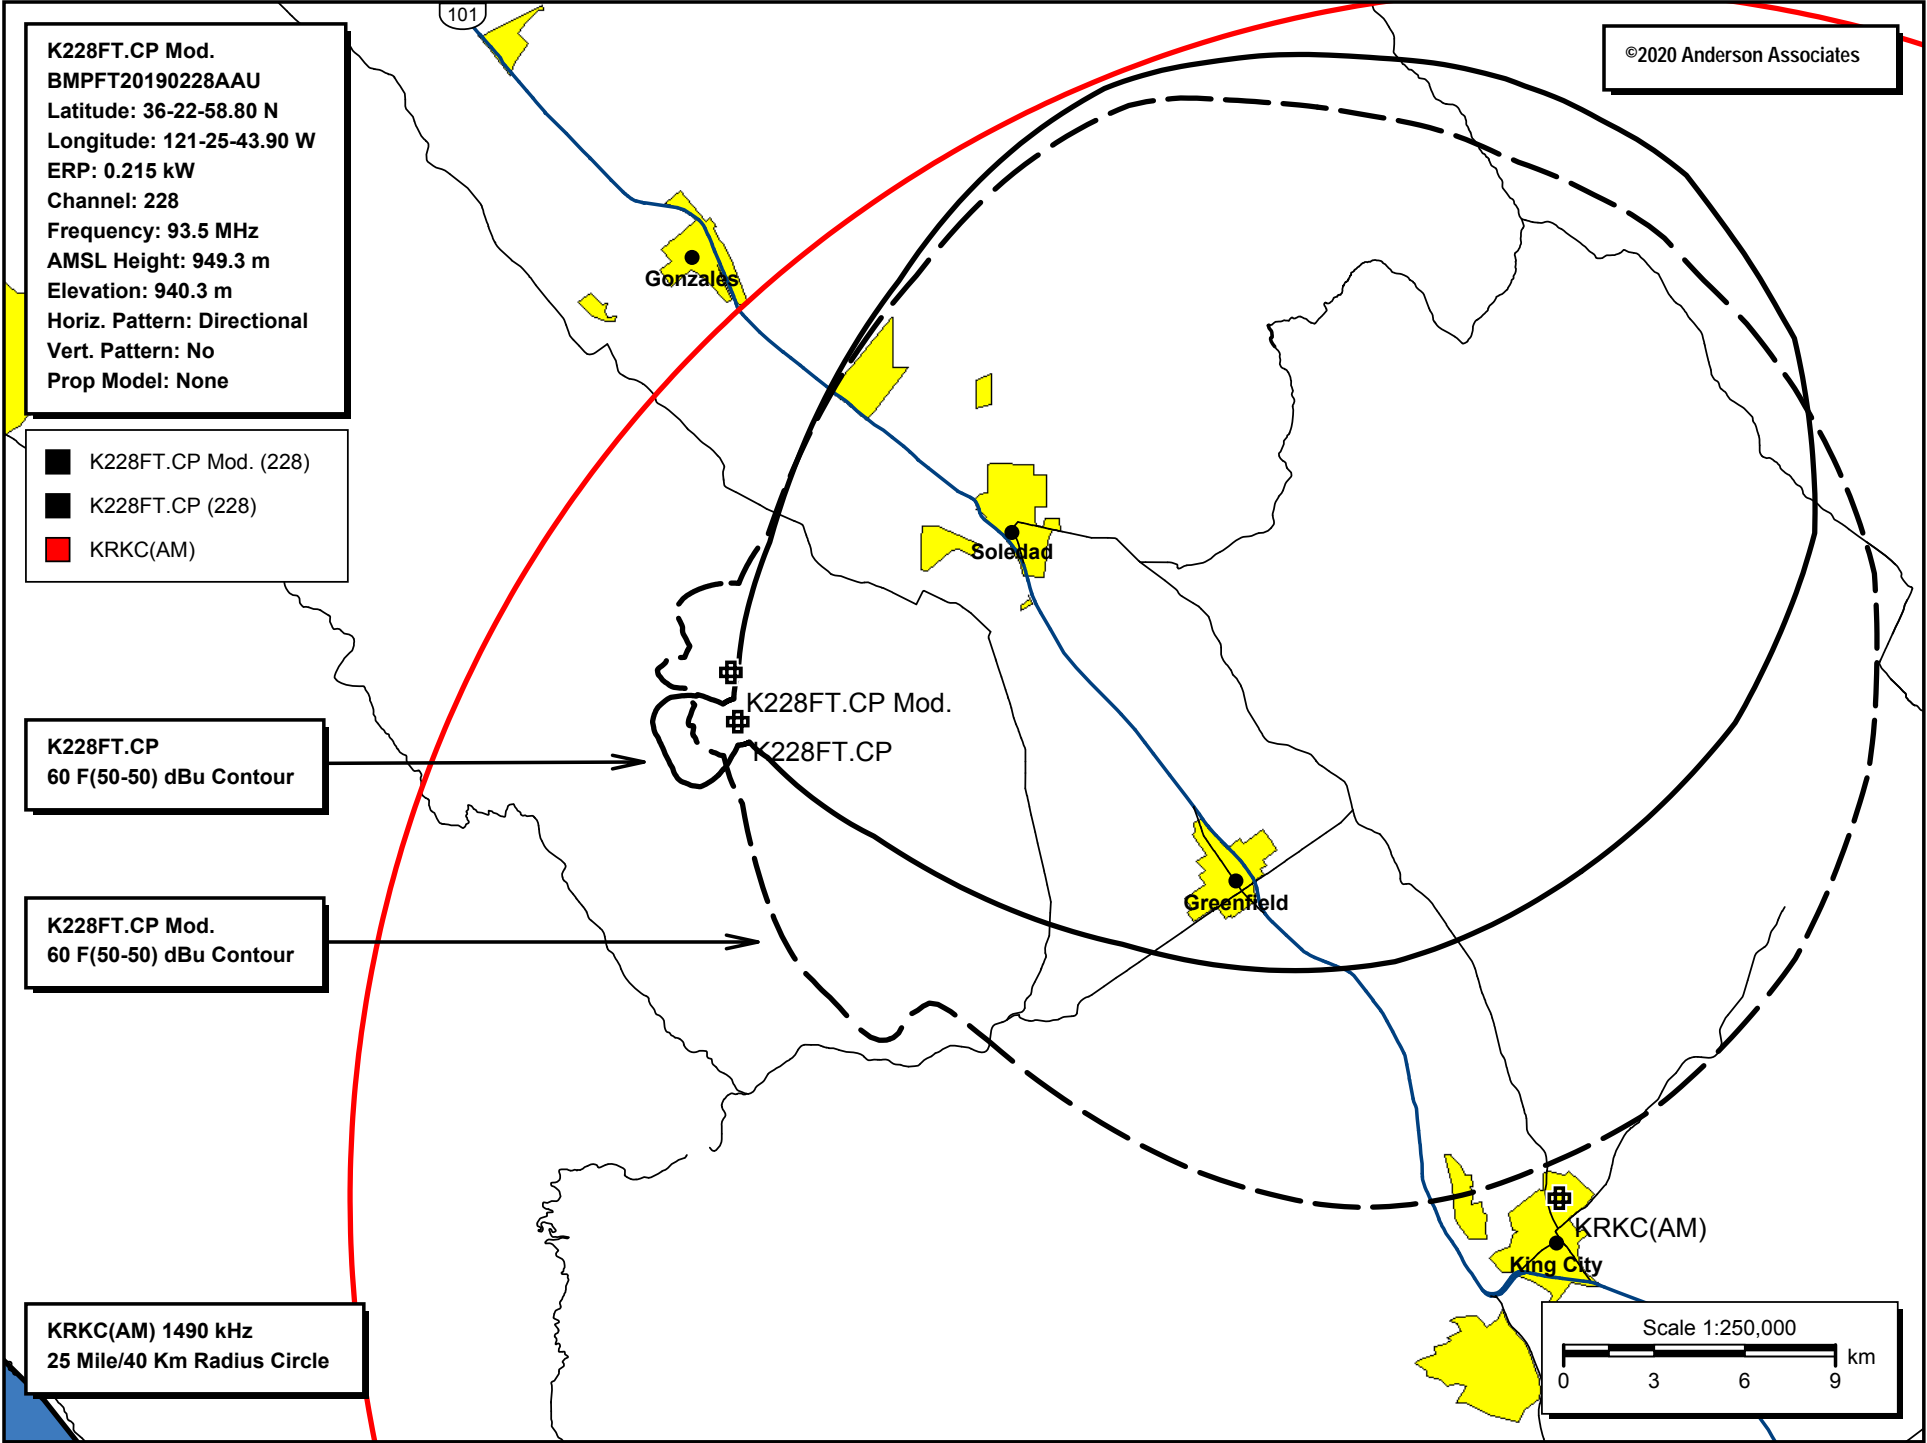 101
K228FT.CP Mod.
BMPFT20190228AAU
Latitude: 36-22-58.80 N
Longitude: 121-25-43.90 W
ERP: 0.215 kW
Channel: 228
Frequency: 93.5 MHz
AMSL Height: 949.3 m
Elevation: 940.3 m
Horiz. Pattern: Directional
Vert. Pattern: No
Prop Model: None
©2020 Anderson Associates
K228FT.CP Mod. (228)
K228FT.CP (228)
KRKC(AM)
Gonzales
Soledad
K228FT.CP Mod.
K228FT.CP
K228FT.CP
60 F(50-50) dBu Contour
Greenfield
K228FT.CP Mod.
60 F(50-50) dBu Contour
KRKC(AM)
King City
KRKC(AM) 1490 kHz
25 Mile/40 Km Radius Circle
Scale 1:250,000
km
0 3 6 9